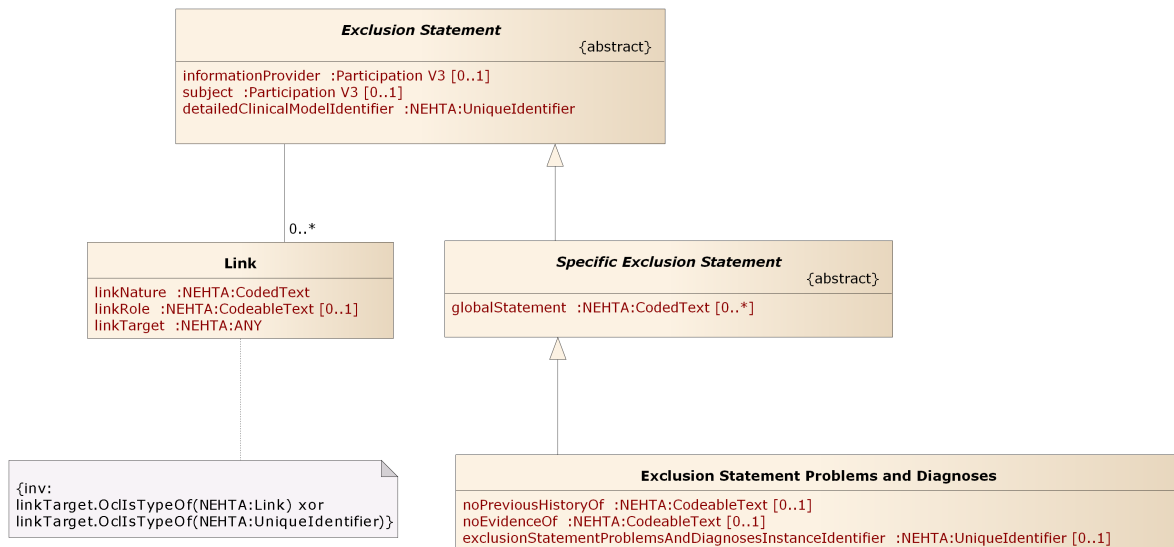 Exclusion Statement
{abstract}
informationProvider :Participation V3 [0..1]
subject :Participation V3 [0..1]
detailedClinicalModelIdentifier :NEHTA:UniqueIdentifier
0..*
Link
linkNature :NEHTA:CodedText
linkRole :NEHTA:CodeableText [0..1]
linkTarget :NEHTA:ANY
Specific Exclusion Statement
{abstract}
globalStatement :NEHTA:CodedText [0..*]
{inv:
linkTarget.OclIsTypeOf(NEHTA:Link) xor
linkTarget.OclIsTypeOf(NEHTA:UniqueIdentifier)}
Exclusion Statement Problems and Diagnoses
noPreviousHistoryOf :NEHTA:CodeableText [0..1]
noEvidenceOf :NEHTA:CodeableText [0..1]
exclusionStatementProblemsAndDiagnosesInstanceIdentifier :NEHTA:UniqueIdentifier [0..1]